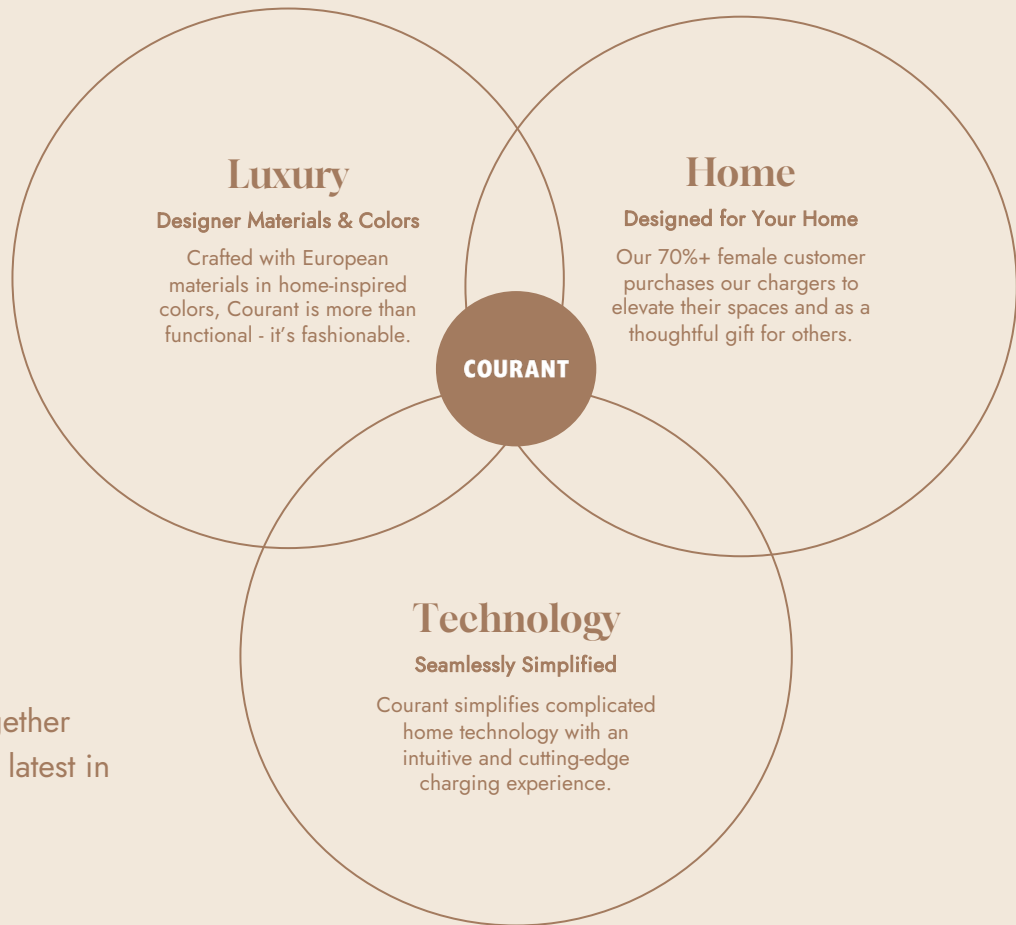 Luxury
Designer Materials & Colors
Crafted with European
materials in home-inspired
colors, Courant is more than
functional - it’s fashionable.
Home
Designed for Your Home
Our 70%+ female customer
purchases our chargers to
elevate their spaces and as a
thoughtful gift for others.
COURANT
Technology
Seamlessly Simplified
Courant simplifies complicated
home technology with an
intuitive and cutting-edge
charging experience.
latest in